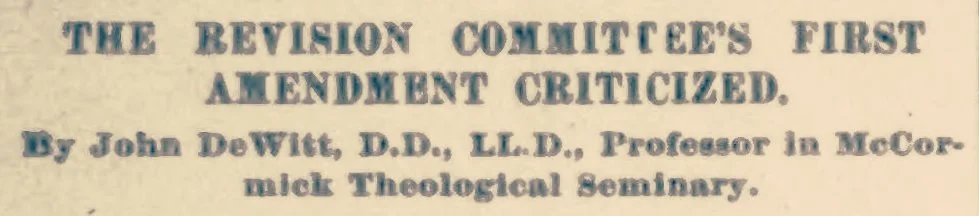 THE REVISION COMMITTEE'S FIRST
AMENDMENT CRITICIZED.
By John DeWitt, D.D., LL.D., Professor in McCor-
mick Theological Seminary.